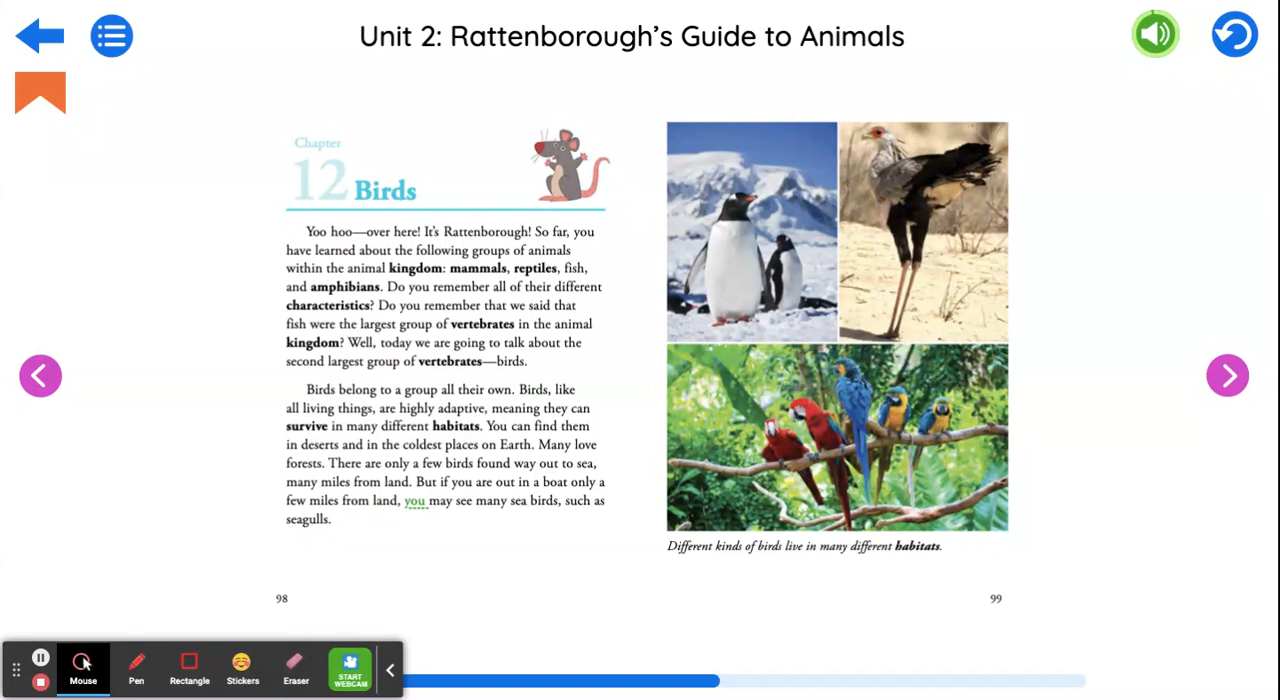 Unit 2: Rattenborough's Guide to Animals
Chapter
12 Birds
Yoo hoo—over here! It's Rattenborough! So far, you
have learned about the following groups of animals
within the animal kingdom: mammals, reptiles, fish,
and amphibians. Do you remember all of their different
characteristics? Do you remember that we said that
fish were the largest group of vertebrates in the animal
kingdom? Well, today we are going to talk about the
second largest group of vertebrates—birds.
Birds belong to a group all their own. Birds, like
all living things, are highly adaptive, meaning they can
survive in many different habitats. You can find them
in deserts and in the coldest places on Earth. Many love
forests. There are only a few birds found way out to sea,
many miles from land. But if you are out in a boat only a
few miles from land, you may see many sea birds, such as
seagulls.
98
Different kinds of birds live in many different habitats.
99
Mouse
Pen
Rectangle
Stickers
Eraser
START
WEBCAM